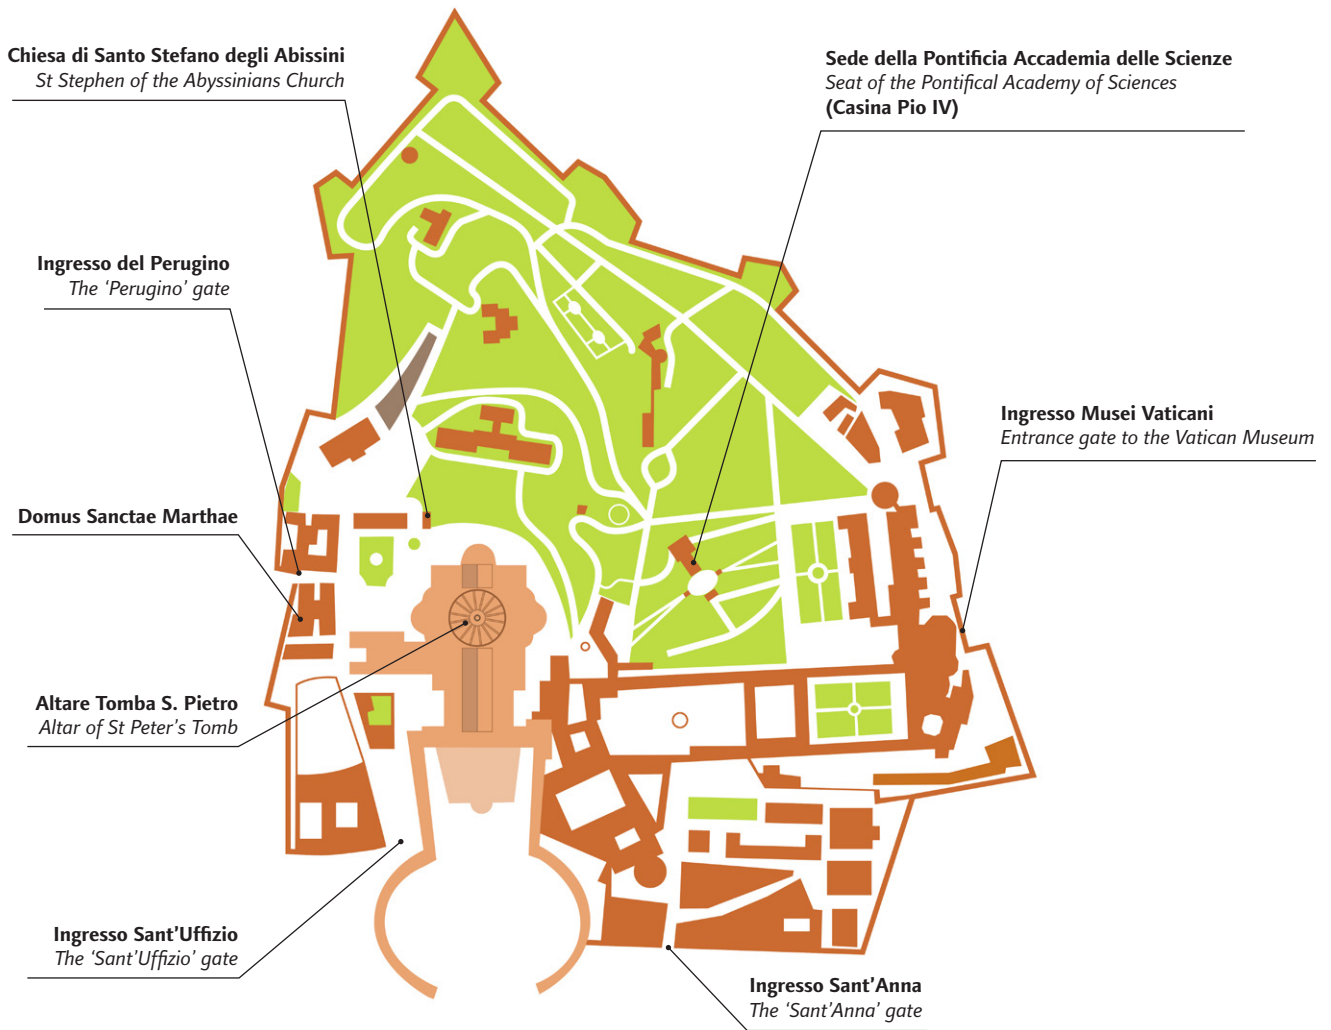 Chiesa di Santo Stefano degli Abissini
St Stephen of the Abyssinians Church
Sede della Pontificia Accademia delle Scienze
Seat of the Pontifical Academy of Sciences
(Casina Pio IV)
Ingresso del Perugino
The ‘Perugino’ gate
Ingresso Musei Vaticani
Entrance gate to the Vatican Museum
Domus Sanctae Marthae
Altare Tomba S. Pietro
Altar of St Peter’s Tomb
Ingresso Sant’Uffizio
The ‘Sant’Uffizio’ gate
Ingresso Sant’Anna
The ‘Sant’Anna’ gate